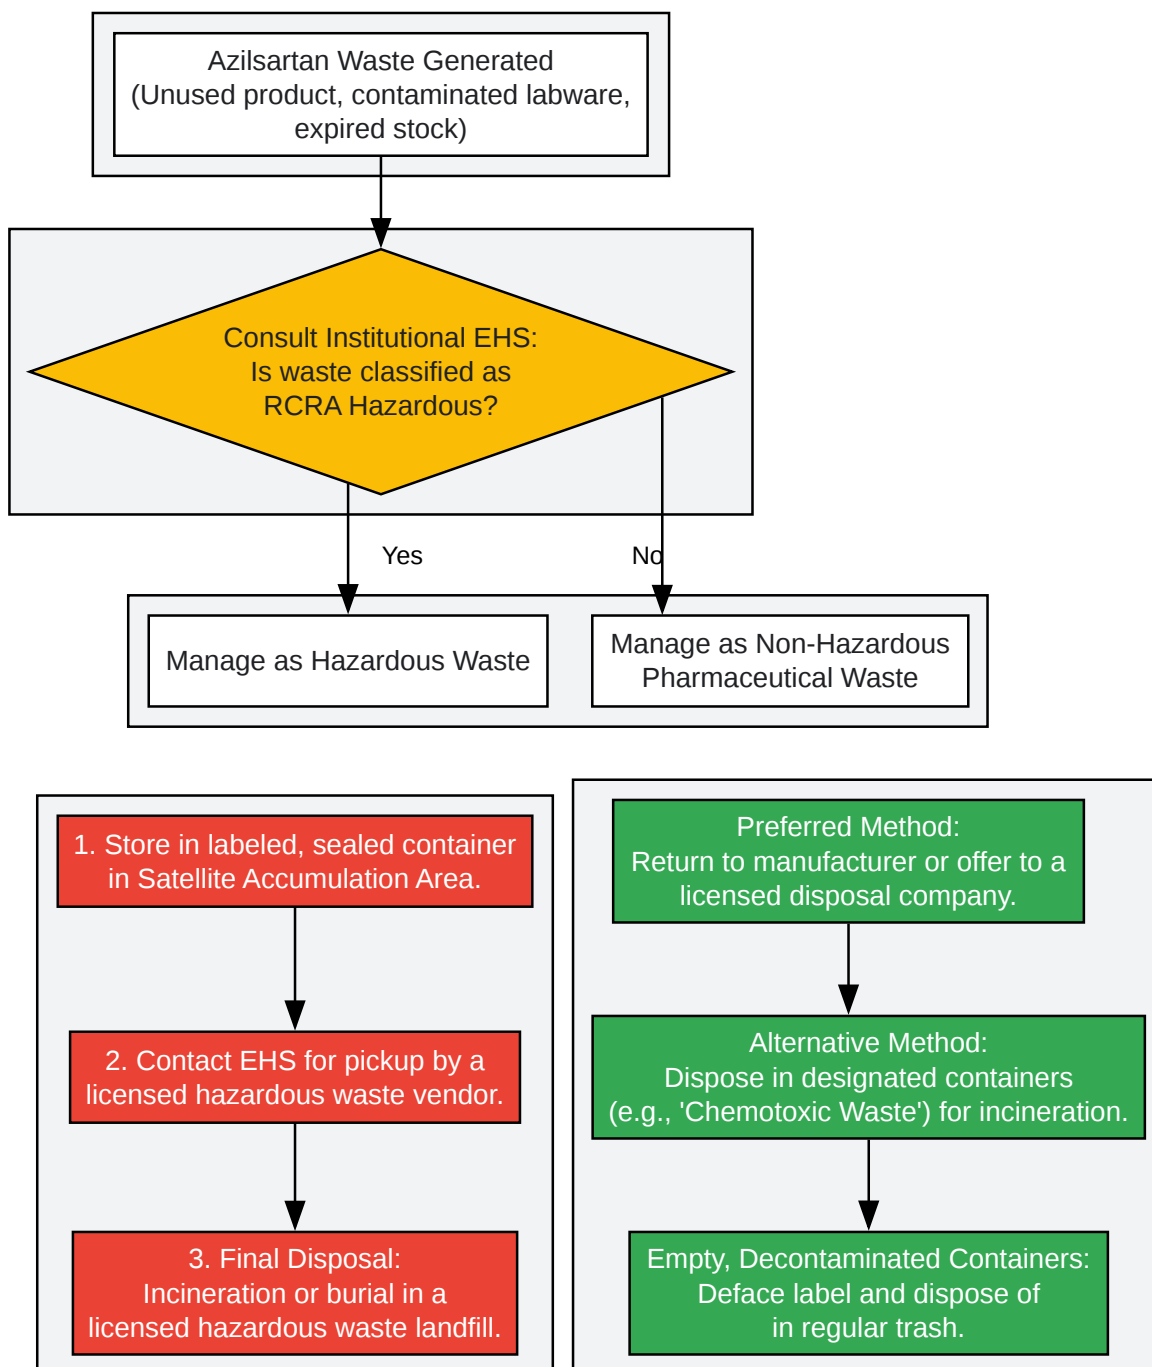 Azilsartan Waste Generated
(Unused product, contaminated labware,
expired stock)
Consult Institutional EHS:
Is waste classified as
RCRA Hazardous?
Yes
No
Manage as Hazardous Waste
Manage as Non-Hazardous
Pharmaceutical Waste
1. Store in labeled, sealed container
in Satellite Accumulation Area.
2. Contact EHS for pickup by a
licensed hazardous waste vendor.
3. Final Disposal:
Incineration or burial in a
licensed hazardous waste landfill.
Preferred Method:
Return to manufacturer or offer to a
licensed disposal company.
Alternative Method:
Dispose in designated containers
(e.g., 'Chemotoxic Waste') for incineration.
Empty, Decontaminated Containers:
Deface label and dispose of
in regular trash.